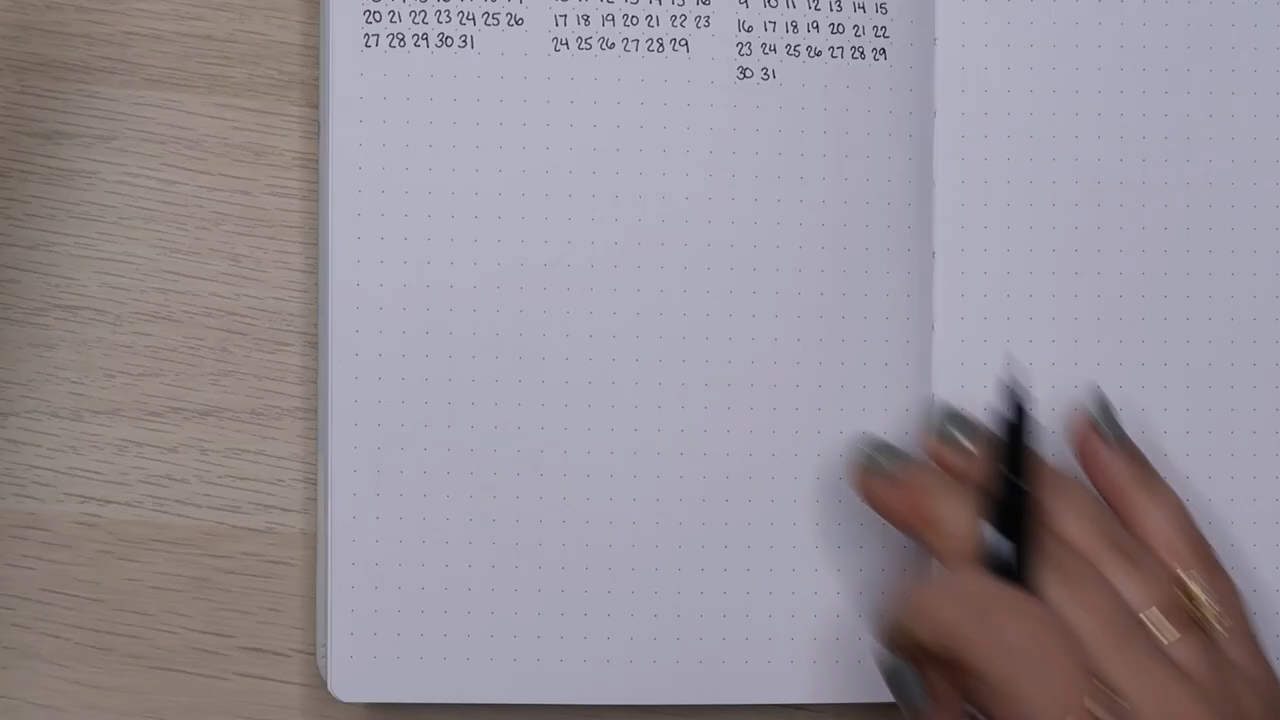 20 21 22 23 24 25 26
27 28 29 30 31
17 18 19 20 21 22 23
24 25 26 27 28 29
9 10 11 12 13 14 15
16 17 18 19 20 21 22
23 24 25 26 27 28 29
30 31